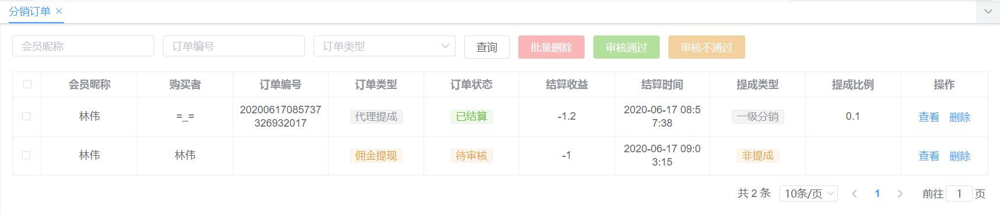 分销订单
会员昵称 订单编号 订单类型 查询 批量删除 审核通过 审核不通过
会员昵称 购买者 订单编号 订单类型 订单状态 结算收益 结算时间 提成类型 提成比例 操作
林伟 =_= 20200617085737 代理提成 已结算 -1.2 2020-06-17 08:5 一级分销 0.1 查看 删除
326932017 7:38
林伟 林伟 佣金提现 待审核 -1 2020-06-17 09:0 非提成 查看 删除
3:15
共 2 条 10条/页 1 前往 1 页